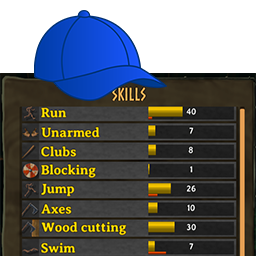 SKILLS
Run 40
Unarmed 7
Clubs 8
Blocking 1
Jump 26
Axes 10
Wood cutting 30
Swim 7